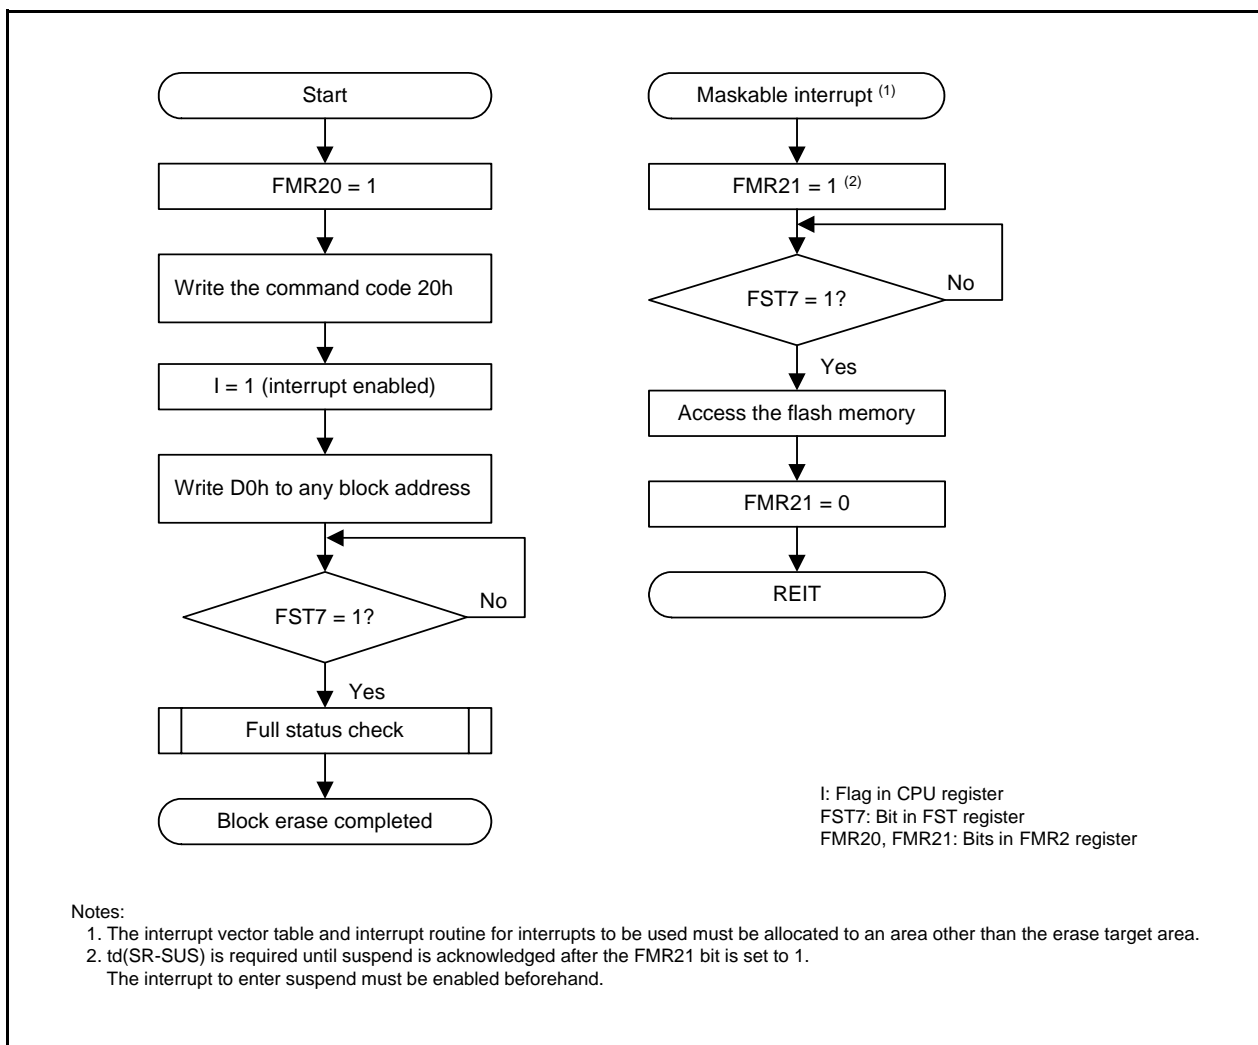 Start
FMR20 = 1
Write the command code 20h
I = 1 (interrupt enabled)
Write D0h to any block address
FST7 = 1?
No
Yes
Full status check
Block erase completed
Maskable interrupt (1)
FMR21 = 1 (2)
FST7 = 1?
No
Yes
Access the flash memory
FMR21 = 0
REIT
I: Flag in CPU register
FST7: Bit in FST register
FMR20, FMR21: Bits in FMR2 register
Notes:
1. The interrupt vector table and interrupt routine for interrupts to be used must be allocated to an area other than the erase target area.
2. td(SR-SUS) is required until suspend is acknowledged after the FMR21 bit is set to 1.
The interrupt to enter suspend must be enabled beforehand.